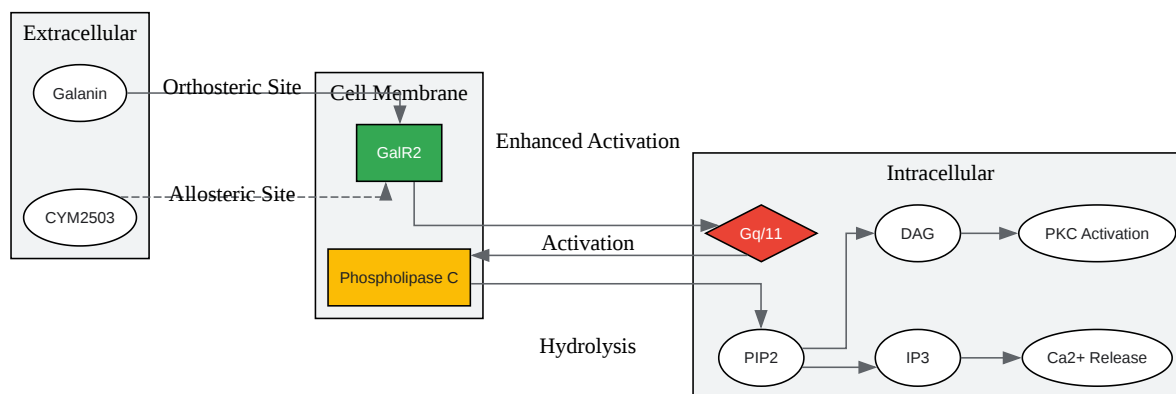 Extracellular
Galanin
CYM2503
Orthosteric Site
Allosteric Site
Cell Membrane
GalR2
Phospholipase C
Enhanced Activation
Activation
Hydrolysis
Intracellular
Gq/11
DAG
PKC Activation
PIP2
IP3
Ca2+ Release